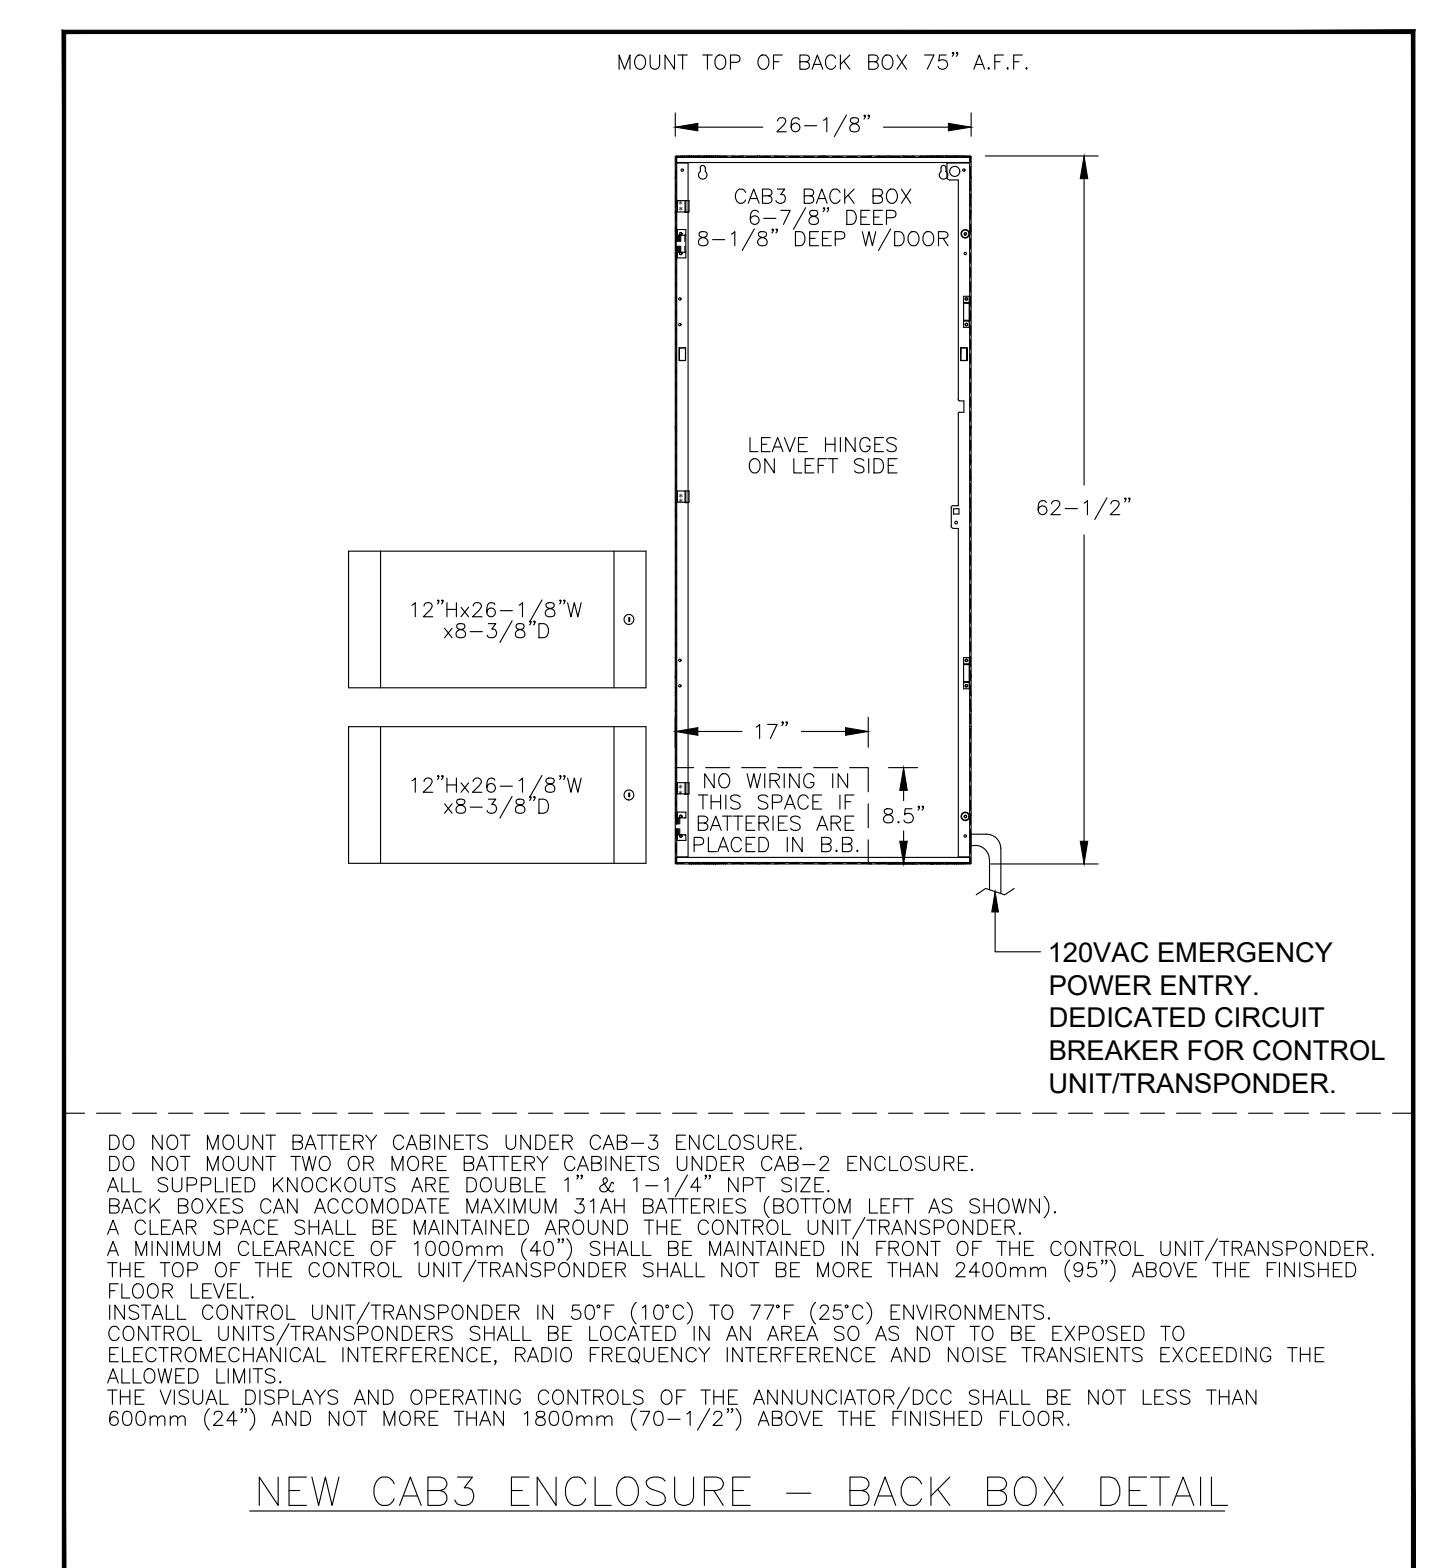 MOUNT TOP OF BACK BOX 75" A.F.F.
26-1/8"
CAB3 BACK BOX
6-7/8" DEEP
8-1/8" DEEP W/DOOR
LEAVE HINGES
ON LEFT SIDE
62-1/2"
12"Hx26-1/8"W
x8-3/8"D
17"
12"Hx26-1/8"W
x8-3/8"D
NO WIRING IN
THIS SPACE IF
BATTERIES ARE
PLACED IN B.B.
8.5"
120VAC EMERGENCY
POWER ENTRY.
DEDICATED CIRCUIT
BREAKER FOR CONTROL
UNIT/TRANSPONDER.
DO NOT MOUNT BATTERY CABINETS UNDER CAB-3 ENCLOSURE.
DO NOT MOUNT TWO OR MORE BATTERY CABINETS UNDER CAB-2 ENCLOSURE.
ALL SUPPLIED KNOCKOUTS ARE DOUBLE 1" & 1-1/4" NPT SIZE.
BACK BOXES CAN ACCOMODATE MAXIMUM 31AH BATTERIES (BOTTOM LEFT AS SHOWN).
A CLEAR SPACE SHALL BE MAINTAINED AROUND THE CONTROL UNIT/TRANSPONDER.
A MINIMUM CLEARANCE OF 1000mm (40") SHALL BE MAINTAINED IN FRONT OF THE CONTROL UNIT/TRANSPONDER.
THE TOP OF THE CONTROL UNIT/TRANSPONDER SHALL NOT BE MORE THAN 2400mm (95") ABOVE THE FINISHED
FLOOR LEVEL.
INSTALL CONTROL UNIT/TRANSPONDER IN 50°F (10°C) TO 77°F (25°C) ENVIRONMENTS.
CONTROL UNITS/TRANSPONDERS SHALL BE LOCATED IN AN AREA SO AS NOT TO BE EXPOSED TO
ELECTROMECHANICAL INTERFERENCE, RADIO FREQUENCY INTERFERENCE AND NOISE TRANSIENTS EXCEEDING THE
ALLOWED LIMITS.
THE VISUAL DISPLAYS AND OPERATING CONTROLS OF THE ANNUNCIATOR/DCC SHALL BE NOT LESS THAN
600mm (24") AND NOT MORE THAN 1800mm (70-1/2") ABOVE THE FINISHED FLOOR.
NEW CAB3 ENCLOSURE - BACK BOX DETAIL